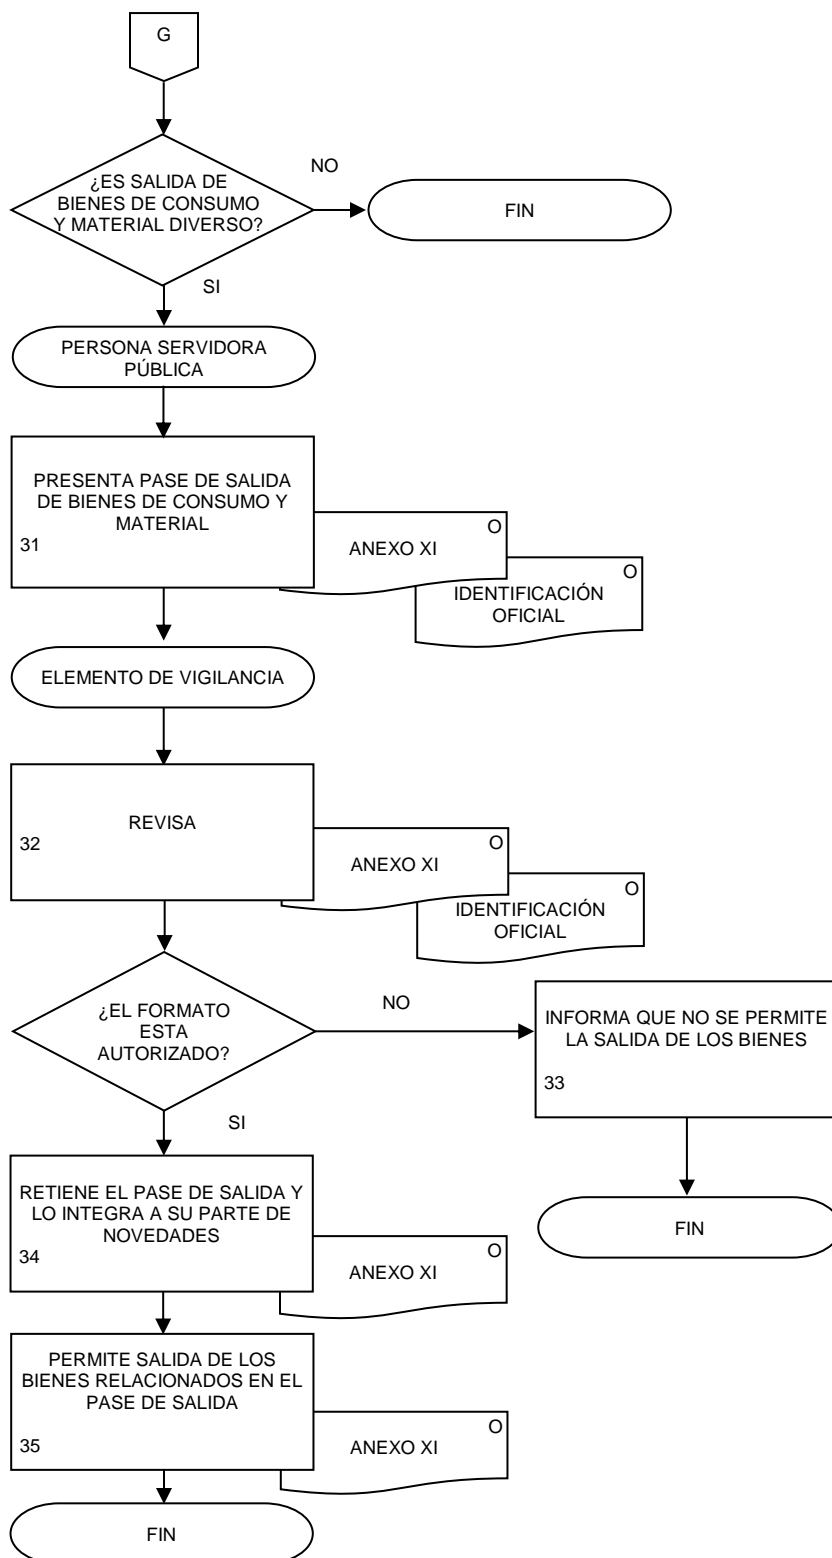 G
¿ES SALIDA DE
BIENES DE CONSUMO
Y MATERIAL DIVERSO?
NO
FIN
SI
PERSONA SERVIDORA
PÚBLICA
PRESENTA PASE DE SALIDA
DE BIENES DE CONSUMO Y
MATERIAL
31
O
ANEXO XI
O
IDENTIFICACIÓN
OFICIAL
ELEMENTO DE VIGILANCIA
REVISA
32
O
ANEXO XI
O
IDENTIFICACIÓN
OFICIAL
¿EL FORMATO
ESTA
AUTORIZADO?
NO
INFORMA QUE NO SE PERMITE
LA SALIDA DE LOS BIENES
33
FIN
SI
RETIENE EL PASE DE SALIDA Y
LO INTEGRA A SU PARTE DE
NOVEDADES
34
O
ANEXO XI
PERMITE SALIDA DE LOS
BIENES RELACIONADOS EN EL
PASE DE SALIDA
35
O
ANEXO XI
FIN